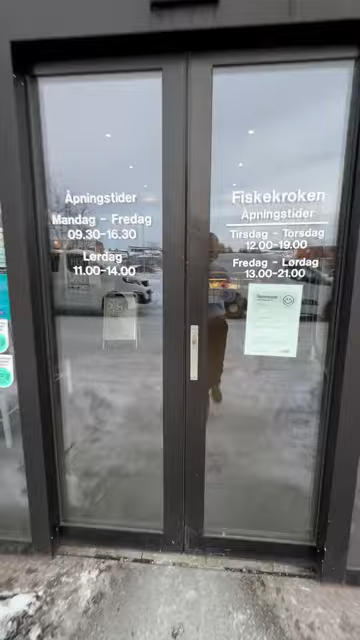 Åpningstider
Mandag - Fredag
09.30-16.30
Lørdag
11.00-14.00
Fiskekroken
Åpningstider
Tirsdag - Torsdag
12.00-19.00
Fredag - Lørdag
13.00-21.00